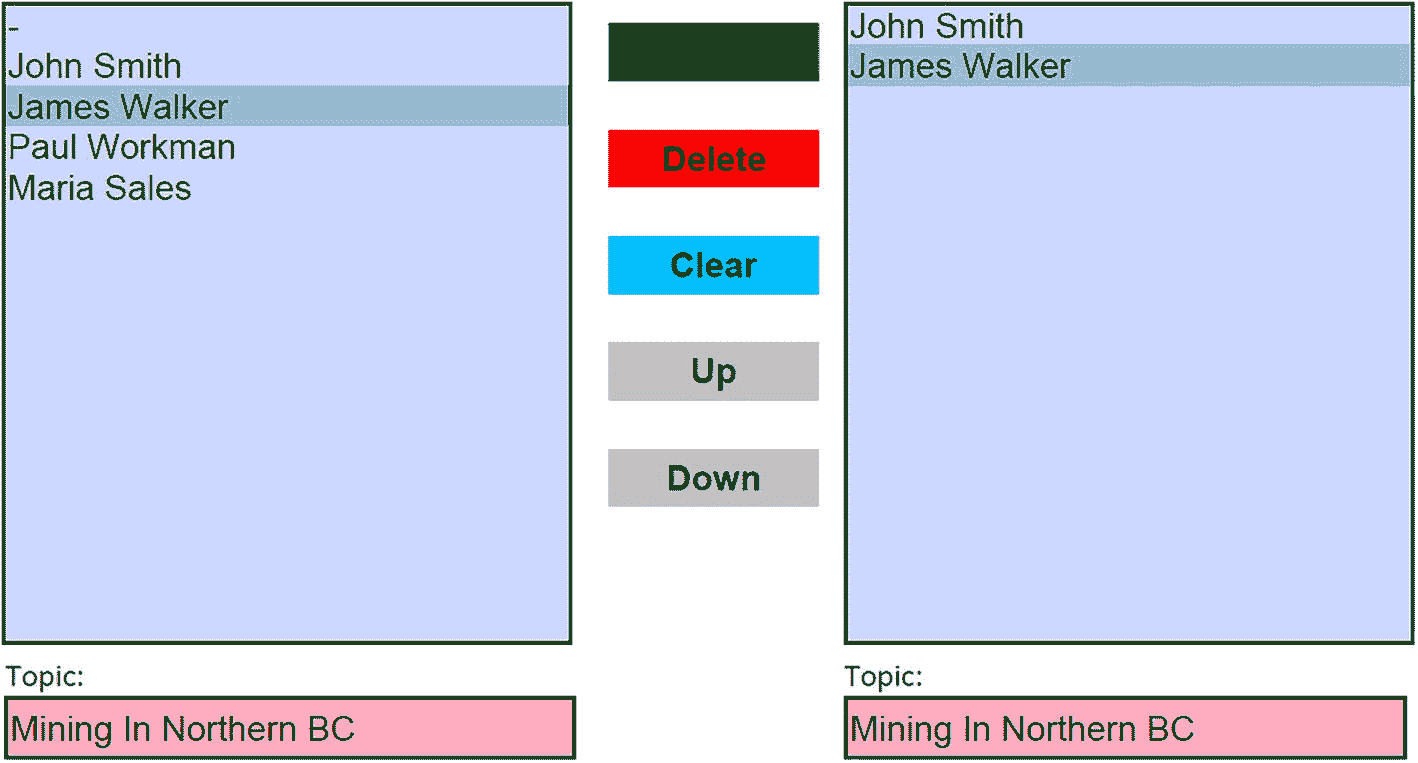 -
John Smith
James Walker
Paul Workman
Maria Sales
Topic:
Mining In Northern BC
Delete
Clear
Up
Down
John Smith
James Walker
Topic:
Mining In Northern BC